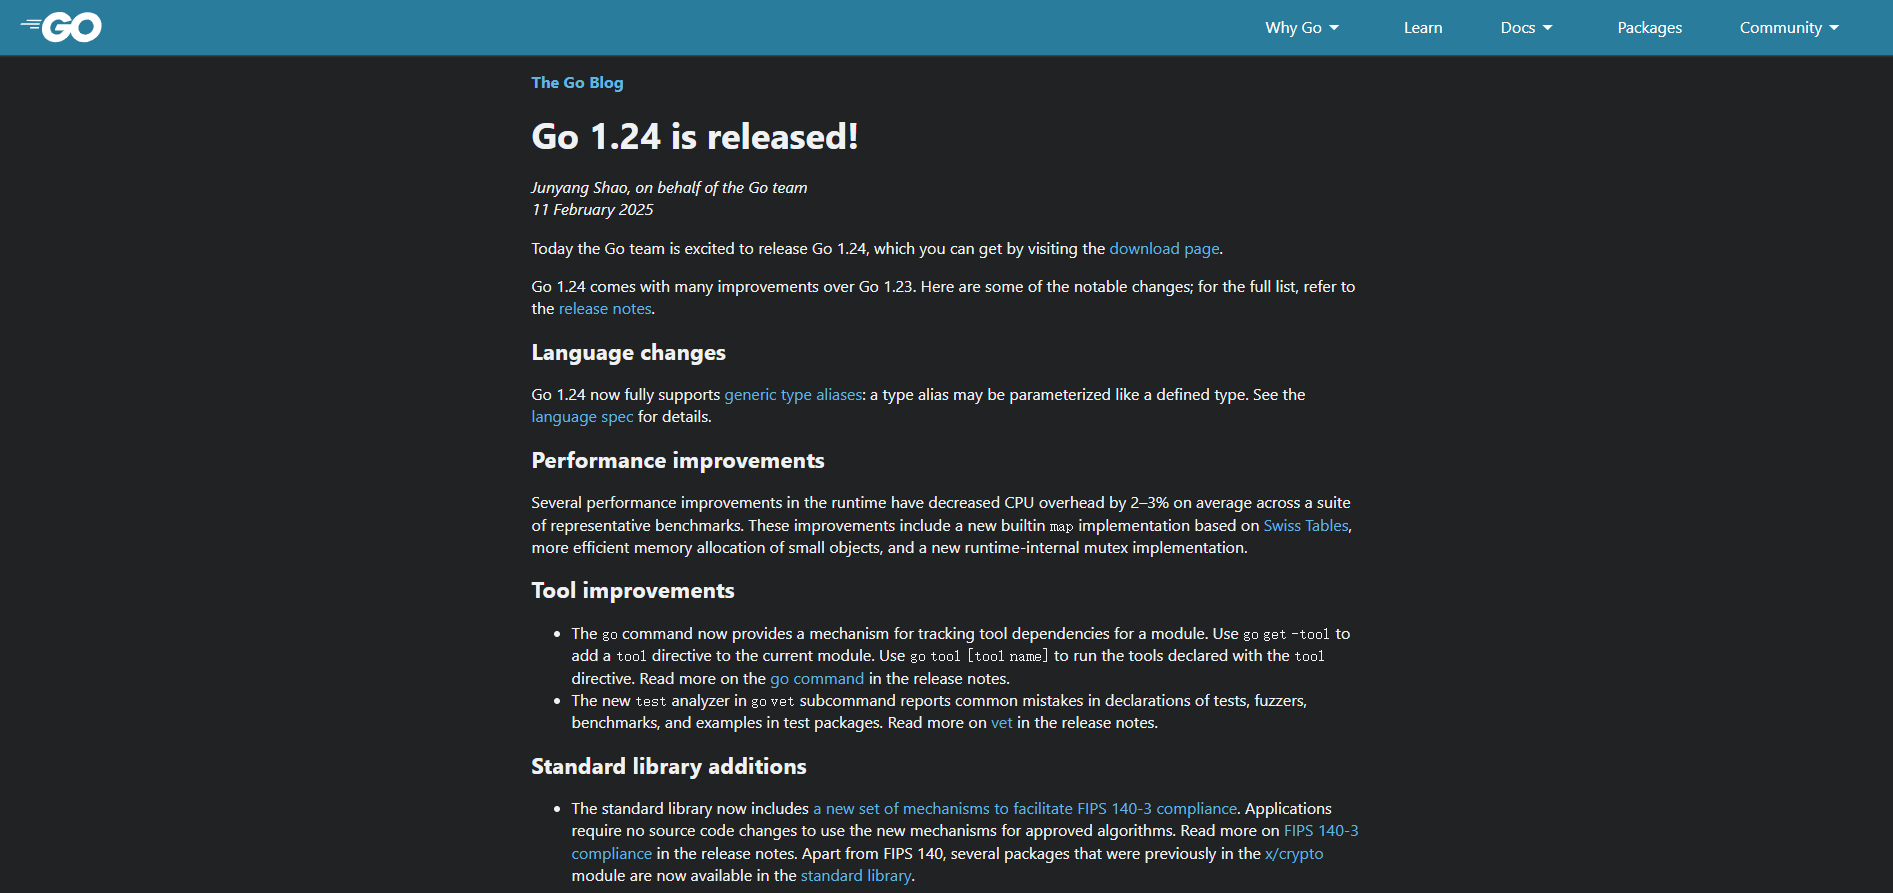 GO
Why Go
Learn
Docs
Packages
Community
The Go Blog
Go 1.24 is released!
Junyang Shao, on behalf of the Go team
11 February 2025
Today the Go team is excited to release Go 1.24, which you can get by visiting the download page.
Go 1.24 comes with many improvements over Go 1.23. Here are some of the notable changes; for the full list, refer to
the release notes.
Language changes
Go 1.24 now fully supports generic type aliases: a type alias may be parameterized like a defined type. See the
language spec for details.
Performance improvements
Several performance improvements in the runtime have decreased CPU overhead by 2–3% on average across a suite
of representative benchmarks. These improvements include a new builtin map implementation based on Swiss Tables,
more efficient memory allocation of small objects, and a new runtime-internal mutex implementation.
Tool improvements
• The go command now provides a mechanism for tracking tool dependencies for a module. Use go get -tool to
add a tool directive to the current module. Use go tool [tool name] to run the tools declared with the tool
directive. Read more on the go command in the release notes.
• The new test analyzer in go vet subcommand reports common mistakes in declarations of tests, fuzzers,
benchmarks, and examples in test packages. Read more on vet in the release notes.
Standard library additions
• The standard library now includes a new set of mechanisms to facilitate FIPS 140-3 compliance. Applications
require no source code changes to use the new mechanisms for approved algorithms. Read more on FIPS 140-3
compliance in the release notes. Apart from FIPS 140, several packages that were previously in the x/crypto
module are now available in the standard library.